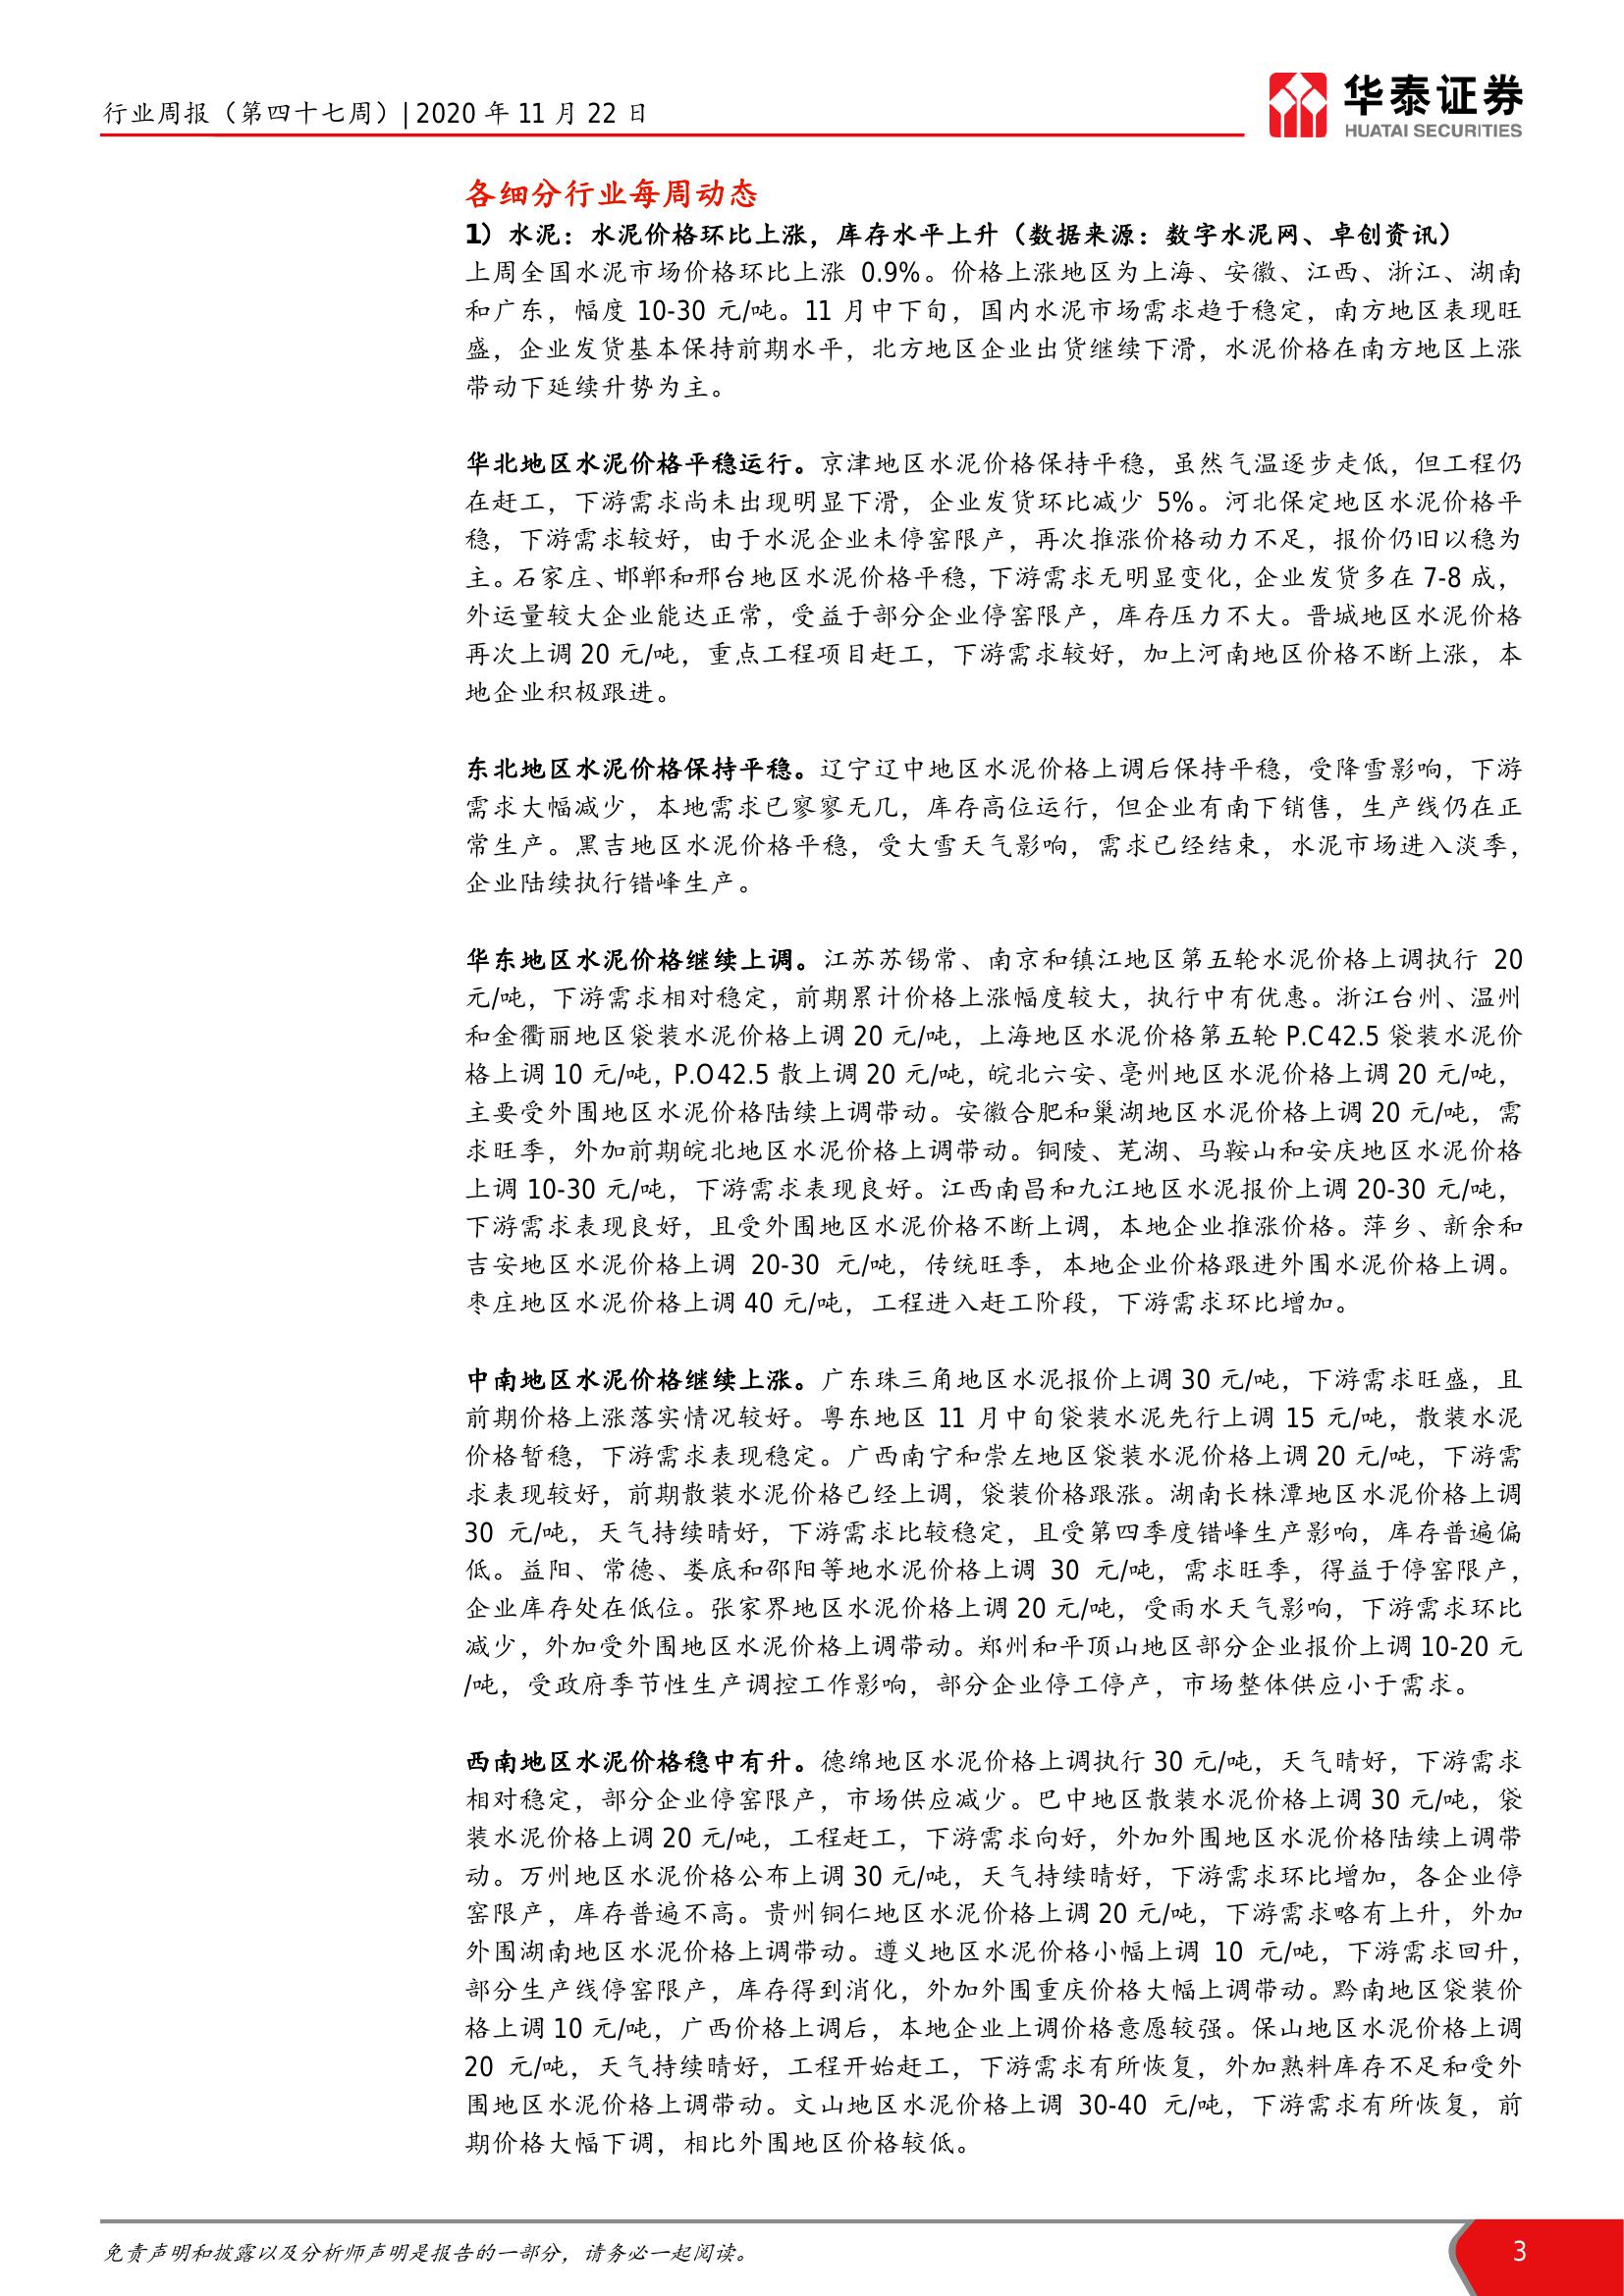 行业周报（第四十七周）| 2020 年 11 月 22 日
华泰证券
HUATAI SECURITIES
各细分行业每周动态
1）水泥：水泥价格环比上涨，库存水平上升（数据来源：数字水泥网、卓创资讯）
上周全国水泥市场价格环比上涨 0.9%。价格上涨地区为上海、安徽、江西、浙江、湖南
和广东，幅度 10-30 元/吨。11 月中下旬，国内水泥市场需求趋于稳定，南方地区表现旺
盛，企业发货基本保持前期水平，北方地区企业出货继续下滑，水泥价格在南方地区上涨
带动下延续升势为主。
华北地区水泥价格平稳运行。京津地区水泥价格保持平稳，虽然气温逐步走低，但工程仍
在赶工，下游需求尚未出现明显下滑，企业发货环比减少 5%。河北保定地区水泥价格平
稳，下游需求较好，由于水泥企业未停窑限产，再次推涨价格动力不足，报价仍旧以稳为
主。石家庄、邯郸和邢台地区水泥价格平稳，下游需求无明显变化，企业发货多在 7-8 成，
外运量较大企业能达正常，受益于部分企业停窑限产，库存压力不大。晋城地区水泥价格
再次上调 20 元/吨，重点工程项目赶工，下游需求较好，加上河南地区价格不断上涨，本
地企业积极跟进。
东北地区水泥价格保持平稳。辽宁辽中地区水泥价格上调后保持平稳，受降雪影响，下游
需求大幅减少，本地需求已寥寥无几，库存高位运行，但企业有南下销售，生产线仍在正
常生产。黑吉地区水泥价格平稳，受大雪天气影响，需求已经结束，水泥市场进入淡季，
企业陆续执行错峰生产。
华东地区水泥价格继续上调。江苏苏锡常、南京和镇江地区第五轮水泥价格上调执行 20
元/吨，下游需求相对稳定，前期累计价格上涨幅度较大，执行中有优惠。浙江台州、温州
和金衢丽地区袋装水泥价格上调 20 元/吨，上海地区水泥价格第五轮 P.C42.5 袋装水泥价
格上调 10 元/吨，P.O42.5 散上调 20 元/吨，皖北六安、亳州地区水泥价格上调 20 元/吨，
主要受外围地区水泥价格陆续上调带动。安徽合肥和巢湖地区水泥价格上调 20 元/吨，需
求旺季，外加前期皖北地区水泥价格上调带动。铜陵、芜湖、马鞍山和安庆地区水泥价格
上调 10-30 元/吨，下游需求表现良好。江西南昌和九江地区水泥报价上调 20-30 元/吨，
下游需求表现良好，且受外围地区水泥价格不断上调，本地企业推涨价格。萍乡、新余和
吉安地区水泥价格上调 20-30 元/吨，传统旺季，本地企业价格跟进外围水泥价格上调。
枣庄地区水泥价格上调 40 元/吨，工程进入赶工阶段，下游需求环比增加。
中南地区水泥价格继续上涨。广东珠三角地区水泥报价上调 30 元/吨，下游需求旺盛，且
前期价格上涨落实情况较好。粤东地区 11 月中旬袋装水泥先行上调 15 元/吨，散装水泥
价格暂稳，下游需求表现稳定。广西南宁和崇左地区袋装水泥价格上调 20 元/吨，下游需
求表现较好，前期散装水泥价格已经上调，袋装价格跟涨。湖南长株潭地区水泥价格上调
30 元/吨，天气持续晴好，下游需求比较稳定，且受第四季度错峰生产影响，库存普遍偏
低。益阳、常德、娄底和邵阳等地水泥价格上调 30 元/吨，需求旺季，得益于停窑限产，
企业库存处在低位。张家界地区水泥价格上调 20 元/吨，受雨水天气影响，下游需求环比
减少，外加受外围地区水泥价格上调带动。郑州和平顶山地区部分企业报价上调 10-20 元
/吨，受政府季节性生产调控工作影响，部分企业停工停产，市场整体供应小于需求。
西南地区水泥价格稳中有升。德绵地区水泥价格上调执行 30 元/吨，天气晴好，下游需求
相对稳定，部分企业停窑限产，市场供应减少。巴中地区散装水泥价格上调 30 元/吨，袋
装水泥价格上调 20 元/吨，工程赶工，下游需求向好，外加外围地区水泥价格陆续上调带
动。万州地区水泥价格公布上调 30 元/吨，天气持续晴好，下游需求环比增加，各企业停
窑限产，库存普遍不高。贵州铜仁地区水泥价格上调 20 元/吨，下游需求略有上升，外加
外围湖南地区水泥价格上调带动。遵义地区水泥价格小幅上调 10 元/吨，下游需求回升，
部分生产线停窑限产，库存得到消化，外加外围重庆价格大幅上调带动。黔南地区袋装价
格上调 10 元/吨，广西价格上调后，本地企业上调价格意愿较强。保山地区水泥价格上调
20 元/吨，天气持续晴好，工程开始赶工，下游需求有所恢复，外加熟料库存不足和受外
围地区水泥价格上调带动。文山地区水泥价格上调 30-40 元/吨，下游需求有所恢复，前
期价格大幅下调，相比外围地区价格较低。
免责声明和披露以及分析师声明是报告的一部分，请务必一起阅读。
3